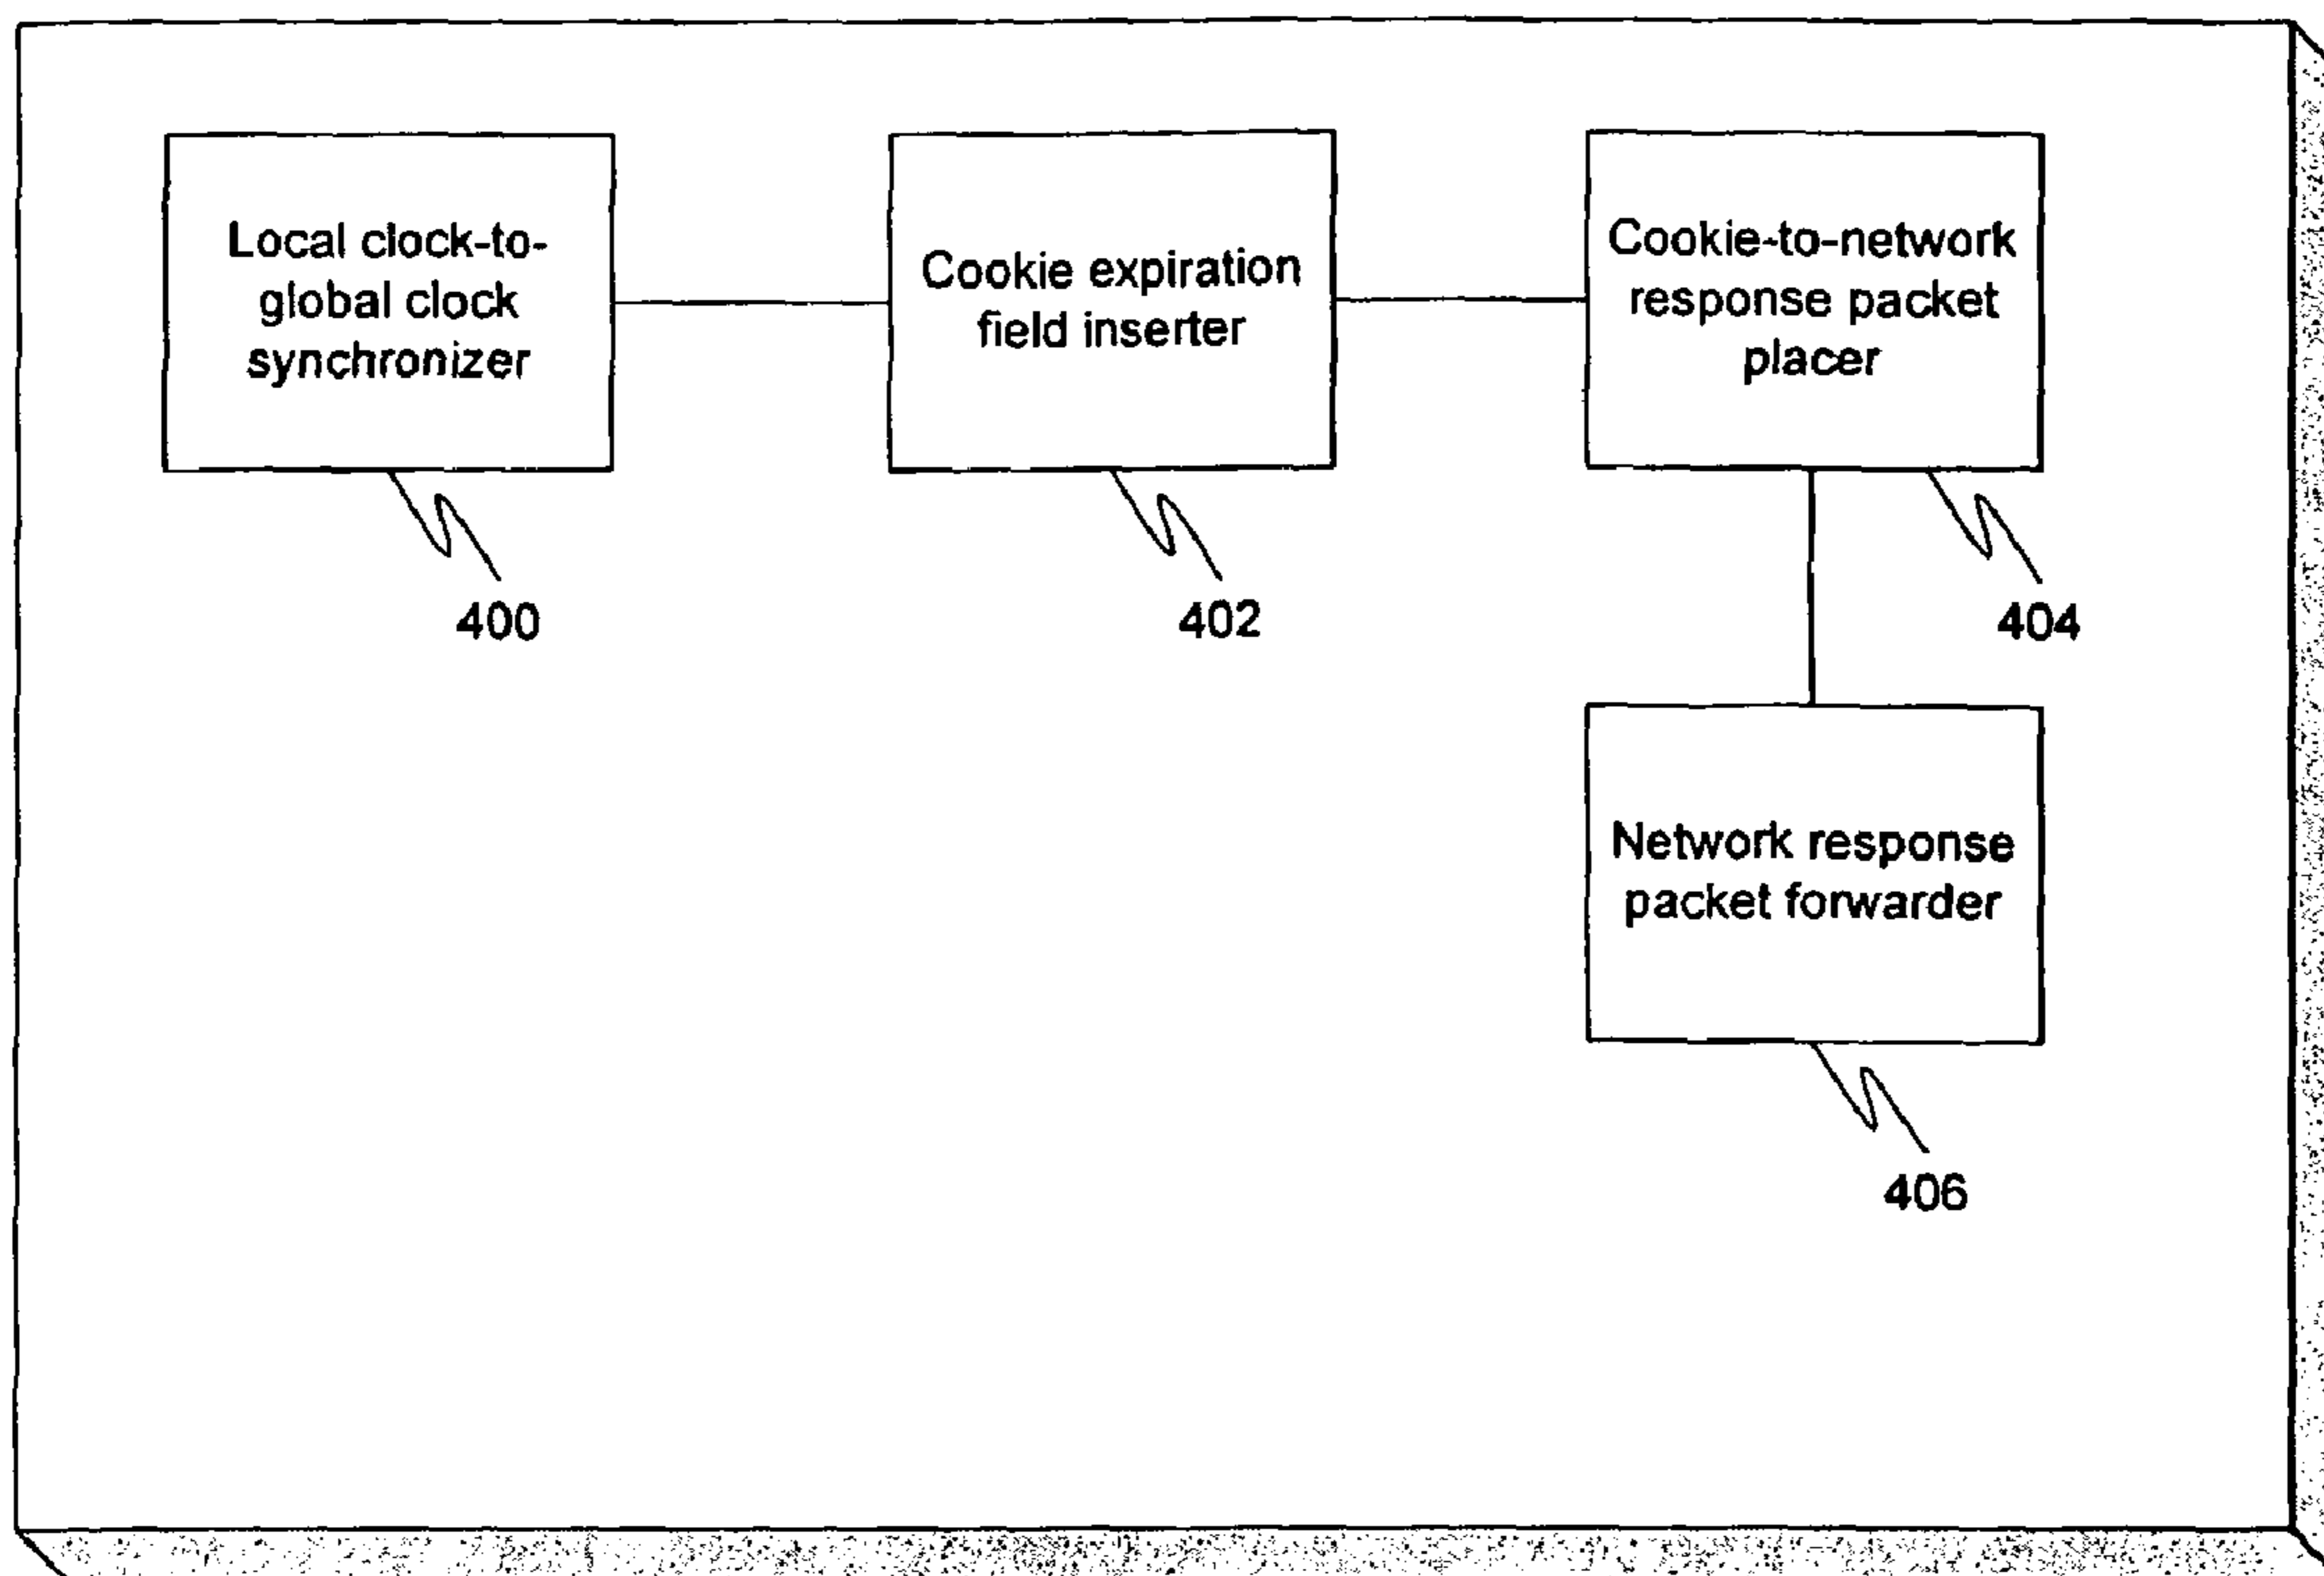 Local clock-to-
global clock
synchronizer
400
Cookie expiration
field inserter
402
Cookie-to-network
response packet
placer
404
Network response
packet forwarder
406